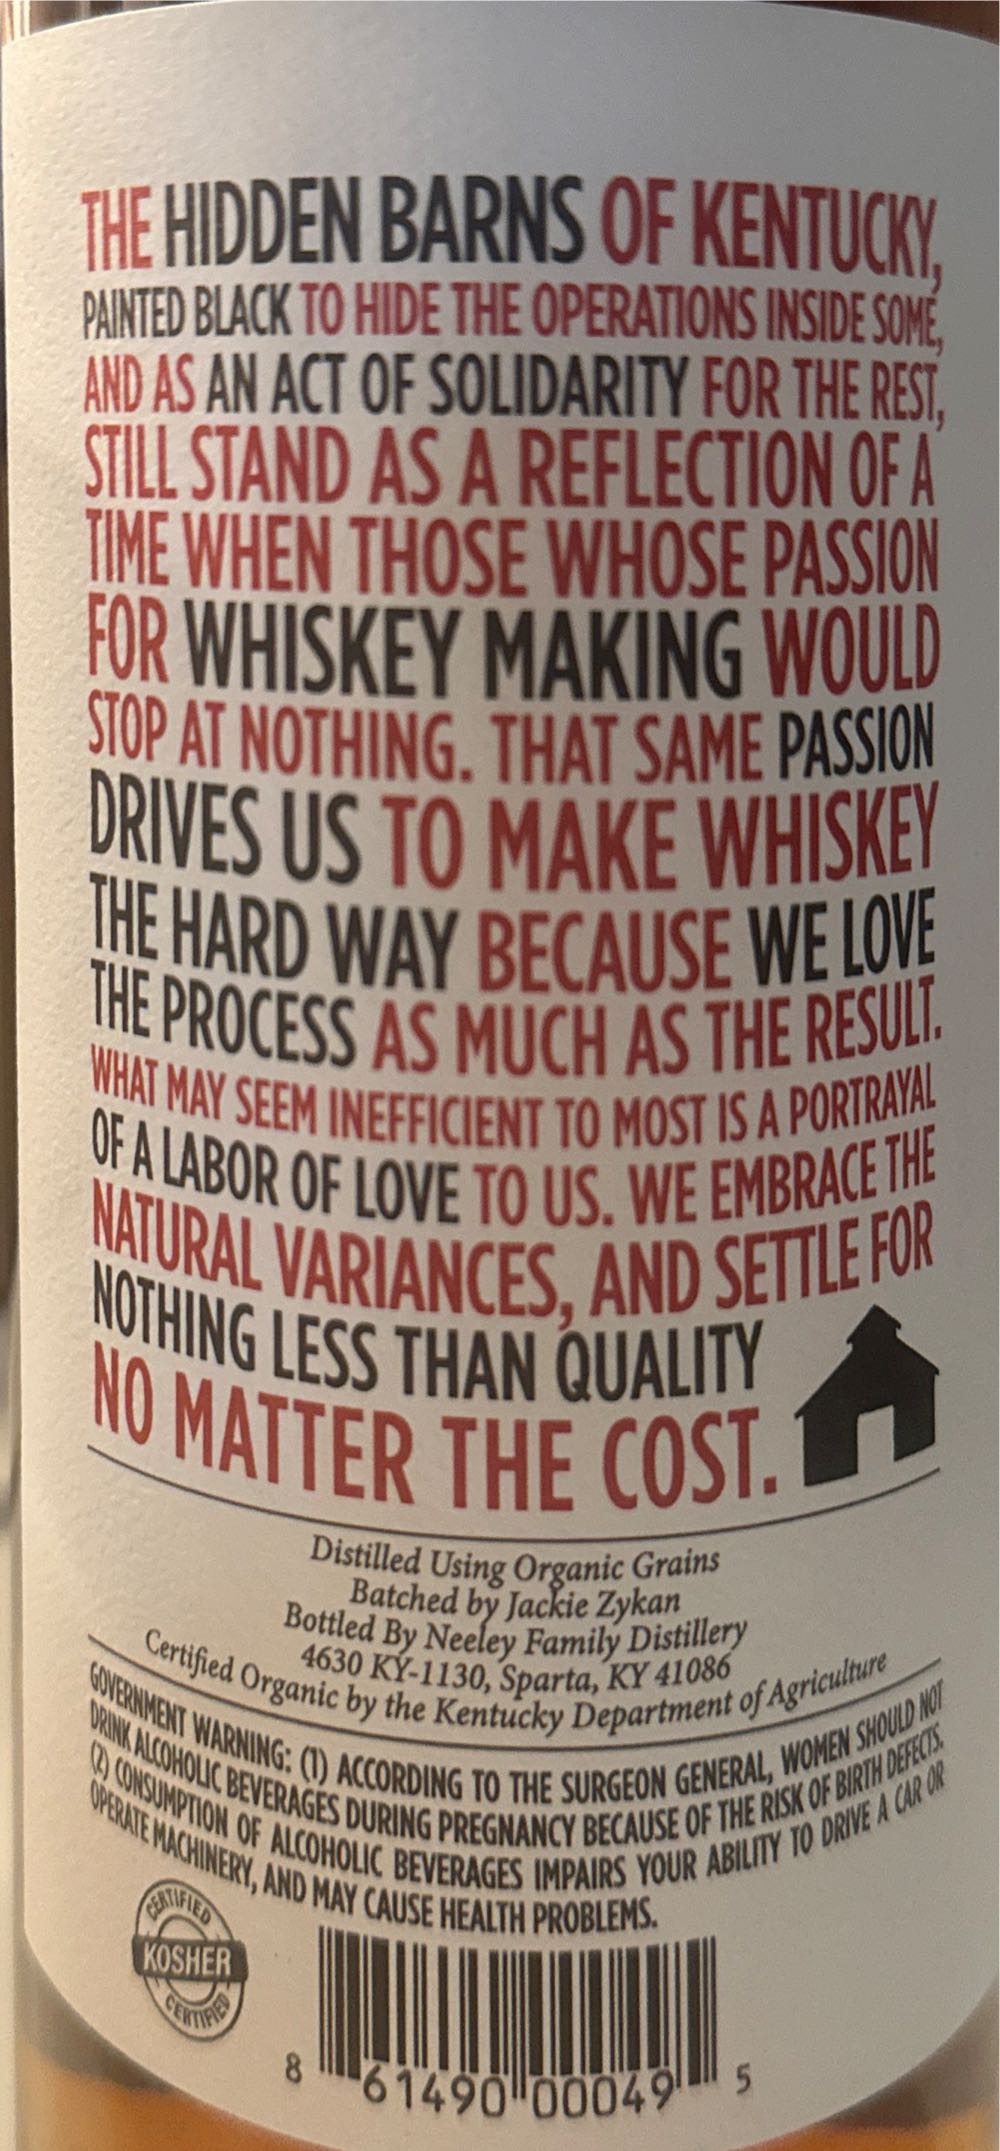 THE HIDDEN BARNS OF KENTUCKY,
PAINTED BLACK TO HIDE THE OPERATIONS INSIDE SOME,
AND AS AN ACT OF SOLIDARITY FOR THE REST,
STILL STAND AS A REFLECTION OF A
TIME WHEN THOSE WHOSE PASSION
FOR WHISKEY MAKING WOULD
STOP AT NOTHING. THAT SAME PASSION
DRIVES US TO MAKE WHISKEY
THE HARD WAY BECAUSE WE LOVE
THE PROCESS AS MUCH AS THE RESULT.
WHAT MAY SEEM INEFFICIENT TO MOST IS A PORTRAYAL
OF A LABOR OF LOVE TO US. WE EMBRACE THE
NATURAL VARIANCES, AND SETTLE FOR
NOTHING LESS THAN QUALITY
NO MATTER THE COST.
Distilled Using Organic Grains
Batched by Jackie Zykan
Bottled By Neeley Family Distillery
4630 KY-1130, Sparta, KY 41086
Certified Organic by the Kentucky Department of Agriculture
GOVERNMENT WARNING: (1) ACCORDING TO THE SURGEON GENERAL, WOMEN SHOULD NOT
DRINK ALCOHOLIC BEVERAGES DURING PREGNANCY BECAUSE OF THE RISK OF BIRTH DEFECTS.
(2) CONSUMPTION OF ALCOHOLIC BEVERAGES IMPAIRS YOUR ABILITY TO DRIVE A CAR OR
OPERATE MACHINERY, AND MAY CAUSE HEALTH PROBLEMS.
CERTIFIED
KOSHER
CERTIFIED
8 61490 00049 5